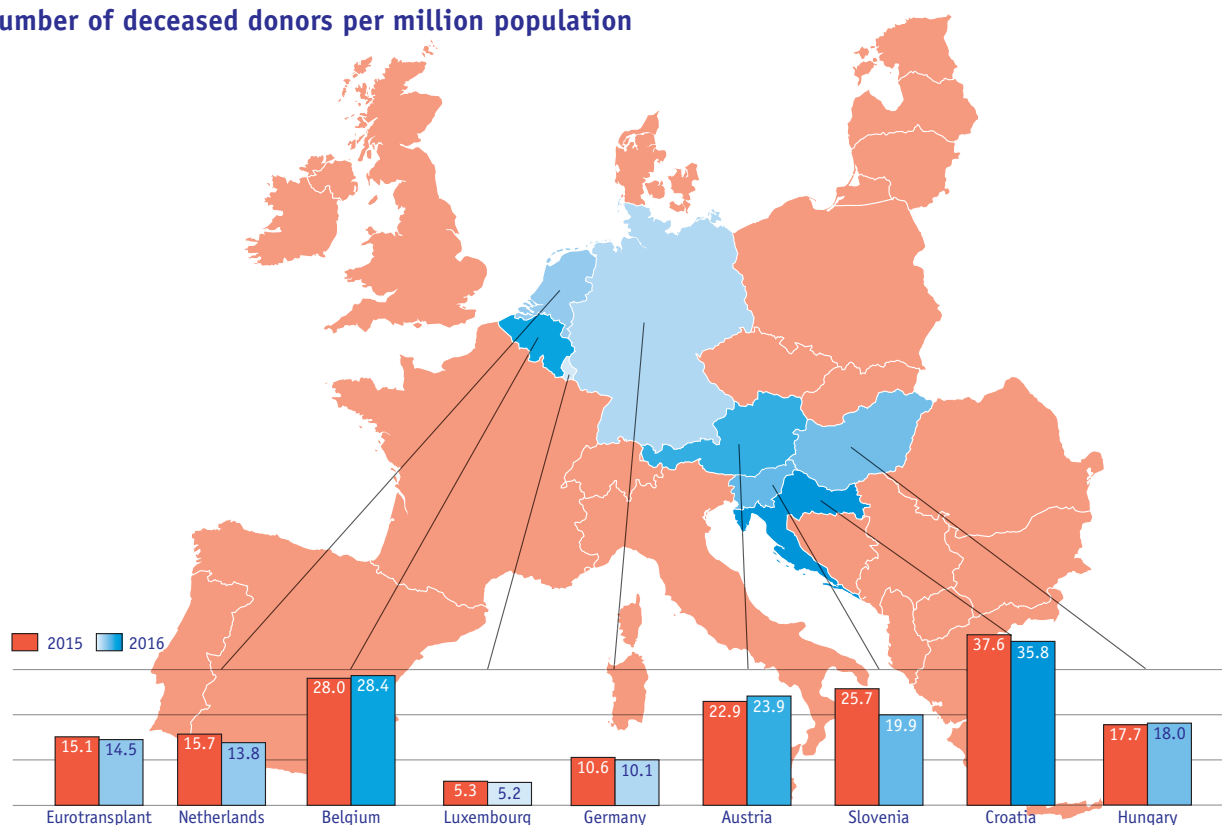 umber of deceased donors per million population
2015 2016
15.1 14.5 15.7 13.8 28.0 28.4 5.3 5.2 10.6 10.1 22.9 23.9 25.7 19.9 37.6 35.8 17.7 18.0
Eurotransplant Netherlands Belgium Luxembourg Germany Austria Slovenia Croatia Hungary